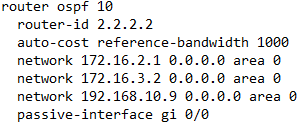 router ospf 10
router-id 2.2.2.2
auto-cost reference-bandwidth 1000
network 172.16.2.1 0.0.0.0 area 0
network 172.16.3.2 0.0.0.0 area 0
network 192.168.10.9 0.0.0.0 area 0
passive-interface gi 0/0